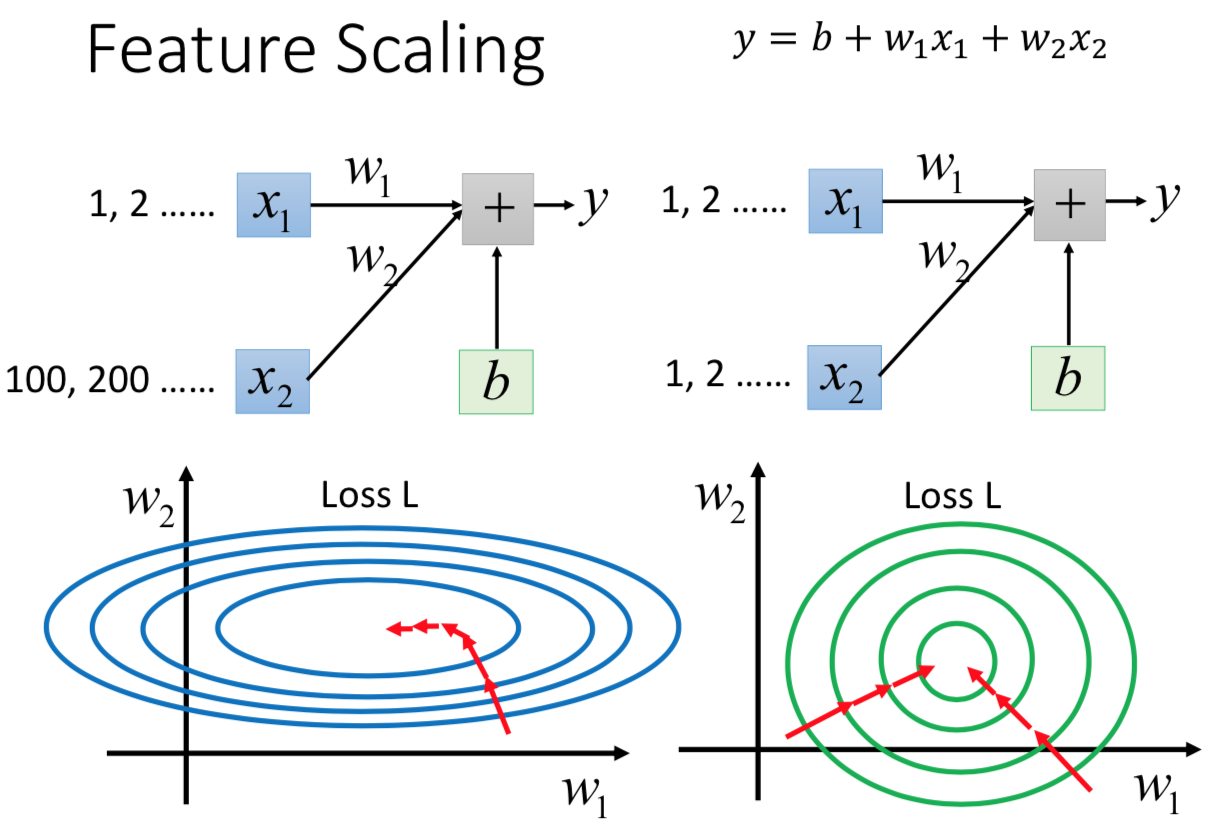 Feature Scaling
y = b + w₁x₁ + w₂x₂
1, 2 ......
x₁
w₁
+
y
w₂
100, 200 ......
x₂
b
1, 2 ......
x₁
w₁
+
y
w₂
1, 2 ......
x₂
b
w₂
Loss L
w₁
w₂
Loss L
w₁